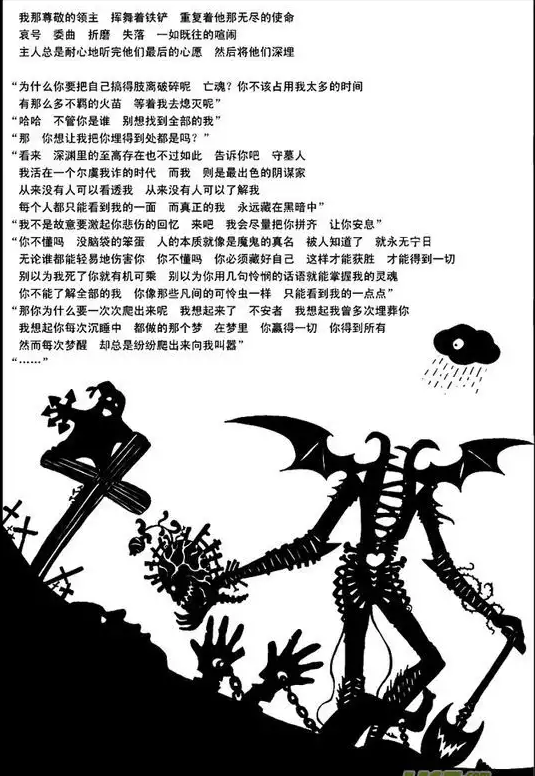 我那尊敬的领主　挥舞着铁铲　重复着他那无尽的使命
哀号　委曲　折磨　失落　一如既往的喧闹
主人总是耐心地听完他们最后的心愿　然后将他们深埋
“为什么你要把自己搞得肢离破碎呢　亡魂？你不该占用我太多的时间
有那么多不羁的火苗　等着我去熄灭呢”
“哈哈　不管你是谁　别想找到全部的我”
“那　你想让我把你埋得到处都是吗？”
“看来　深渊里的至高存在也不过如此　告诉你吧　守墓人
我活在一个尔虞我诈的时代　而我　则是最出色的阴谋家
从来没有人可以看透我　从来没有人可以了解我
每个人都只能看到我的一面　而真正的我　永远藏在黑暗中”
“我不是故意要激起你悲伤的回忆　来吧　我会尽量把你拼齐　让你安息”
“你不懂吗　没脑袋的笨蛋　人的本质就像是魔鬼的真名　被人知道了　就永无宁日
无论谁都能轻易地伤害你　你不懂吗　你必须藏好自己　这样才能获胜　才能得到一切
别以为我死了你就有机可乘　别以为你用几句怜悯的话语就能掌握我的灵魂
你不能了解全部的我　你像那些凡间的可怜虫一样　只能看到我的一点点”
“那你为什么要一次次爬出来呢　我想起来了　不安者　我想起我曾多次埋葬你
我想起你每次沉睡中　都做的那个梦　在梦里　你赢得一切　你得到所有
然而每次梦醒　却总是纷纷爬出来向我叫嚣”
“……”